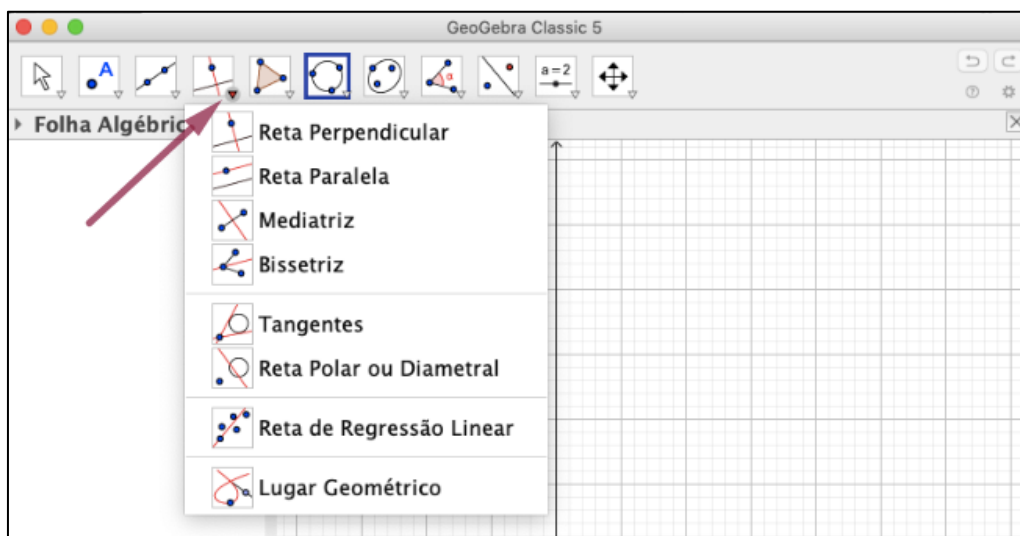 GeoGebra Classic 5
A
α
a=2
Folha Algébric
Reta Perpendicular
Reta Paralela
Mediatriz
Bissetriz
Tangentes
Reta Polar ou Diametral
Reta de Regressão Linear
Lugar Geométrico